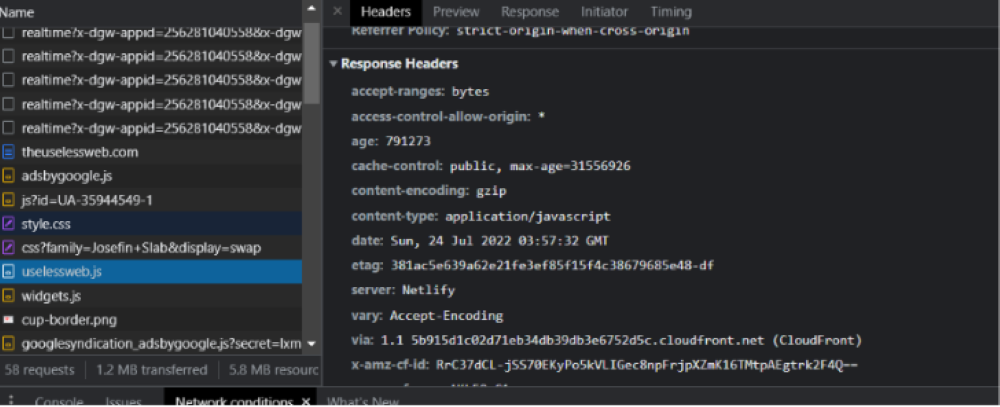 Name
realtime?x-dgw-appid=256281040558&x-dgw
realtime?x-dgw-appid=256281040558&x-dgw
realtime?x-dgw-appid=256281040558&x-dgw
realtime?x-dgw-appid=256281040558&x-dgw
realtime?x-dgw-appid=256281040558&x-dgw
theuselessweb.com
adsbygoogle.js
js?id=UA-35944549-1
style.css
css?family=Josefin+Slab&display=swap
uselessweb.js
widgets.js
cup-border.png
googlesyndication_adsbygoogle.js?secret=lxm
58 requests 1.2 MB transferred 5.8 MB resourc
Headers Preview Response Initiator Timing
Referrer Policy: strict-origin-when-cross-origin
Response Headers
accept-ranges: bytes
access-control-allow-origin: *
age: 791273
cache-control: public, max-age=31556926
content-encoding: gzip
content-type: application/javascript
date: Sun, 24 Jul 2022 03:57:32 GMT
etag: 381ac5e639a62e21fe3ef85f15f4c38679685e48-df
server: Netlify
vary: Accept-Encoding
via: 1.1 5b915d1c02d71eb34db39db3e6752d5c.cloudfront.net (CloudFront)
x-amz-cf-id: RrC37dCL-jSS70EKyPo5kVLIGec8npFrjpXZmK16TMtpAEgtrk2F4Q==
Console Issues Network conditions What's New